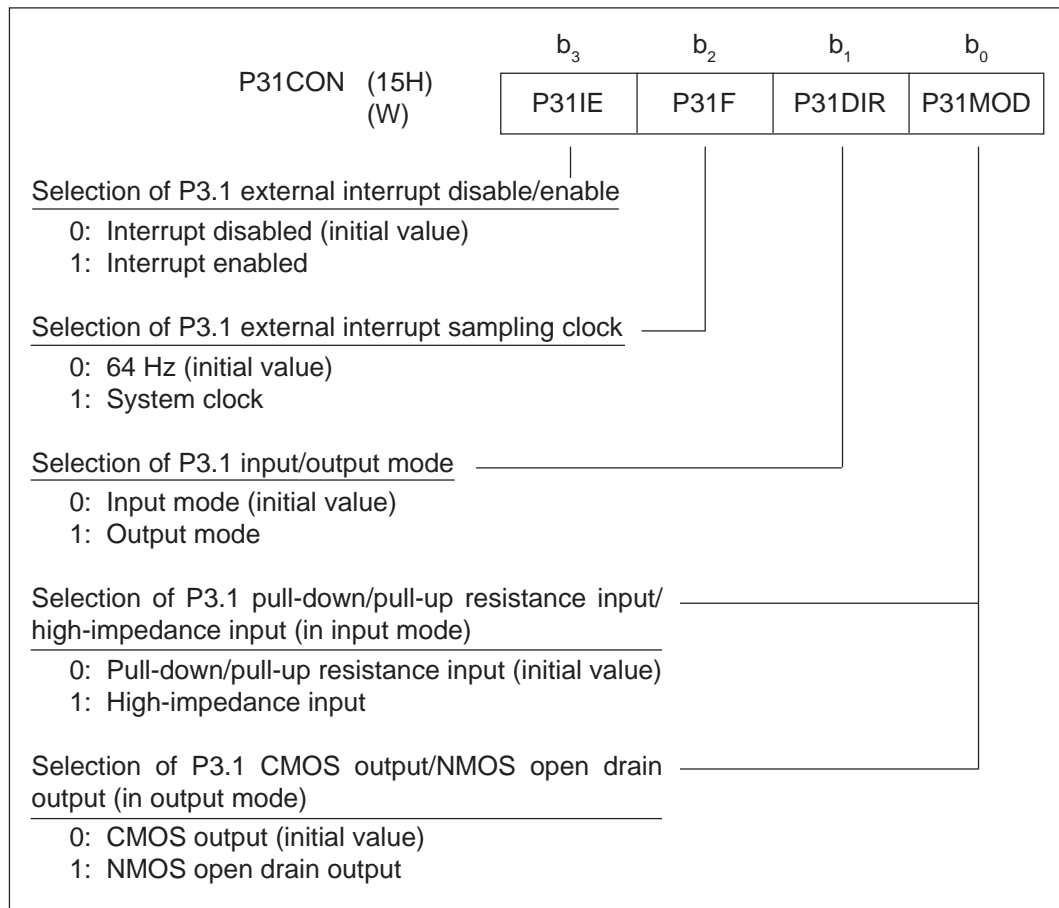 b3 b2 b1 b0
P31CON (15H)
(W)
P31IE P31F P31DIR P31MOD
Selection of P3.1 external interrupt disable/enable
0: Interrupt disabled (initial value)
1: Interrupt enabled
Selection of P3.1 external interrupt sampling clock
0: 64 Hz (initial value)
1: System clock
Selection of P3.1 input/output mode
0: Input mode (initial value)
1: Output mode
Selection of P3.1 pull-down/pull-up resistance input/
high-impedance input (in input mode)
0: Pull-down/pull-up resistance input (initial value)
1: High-impedance input
Selection of P3.1 CMOS output/NMOS open drain
output (in output mode)
0: CMOS output (initial value)
1: NMOS open drain output